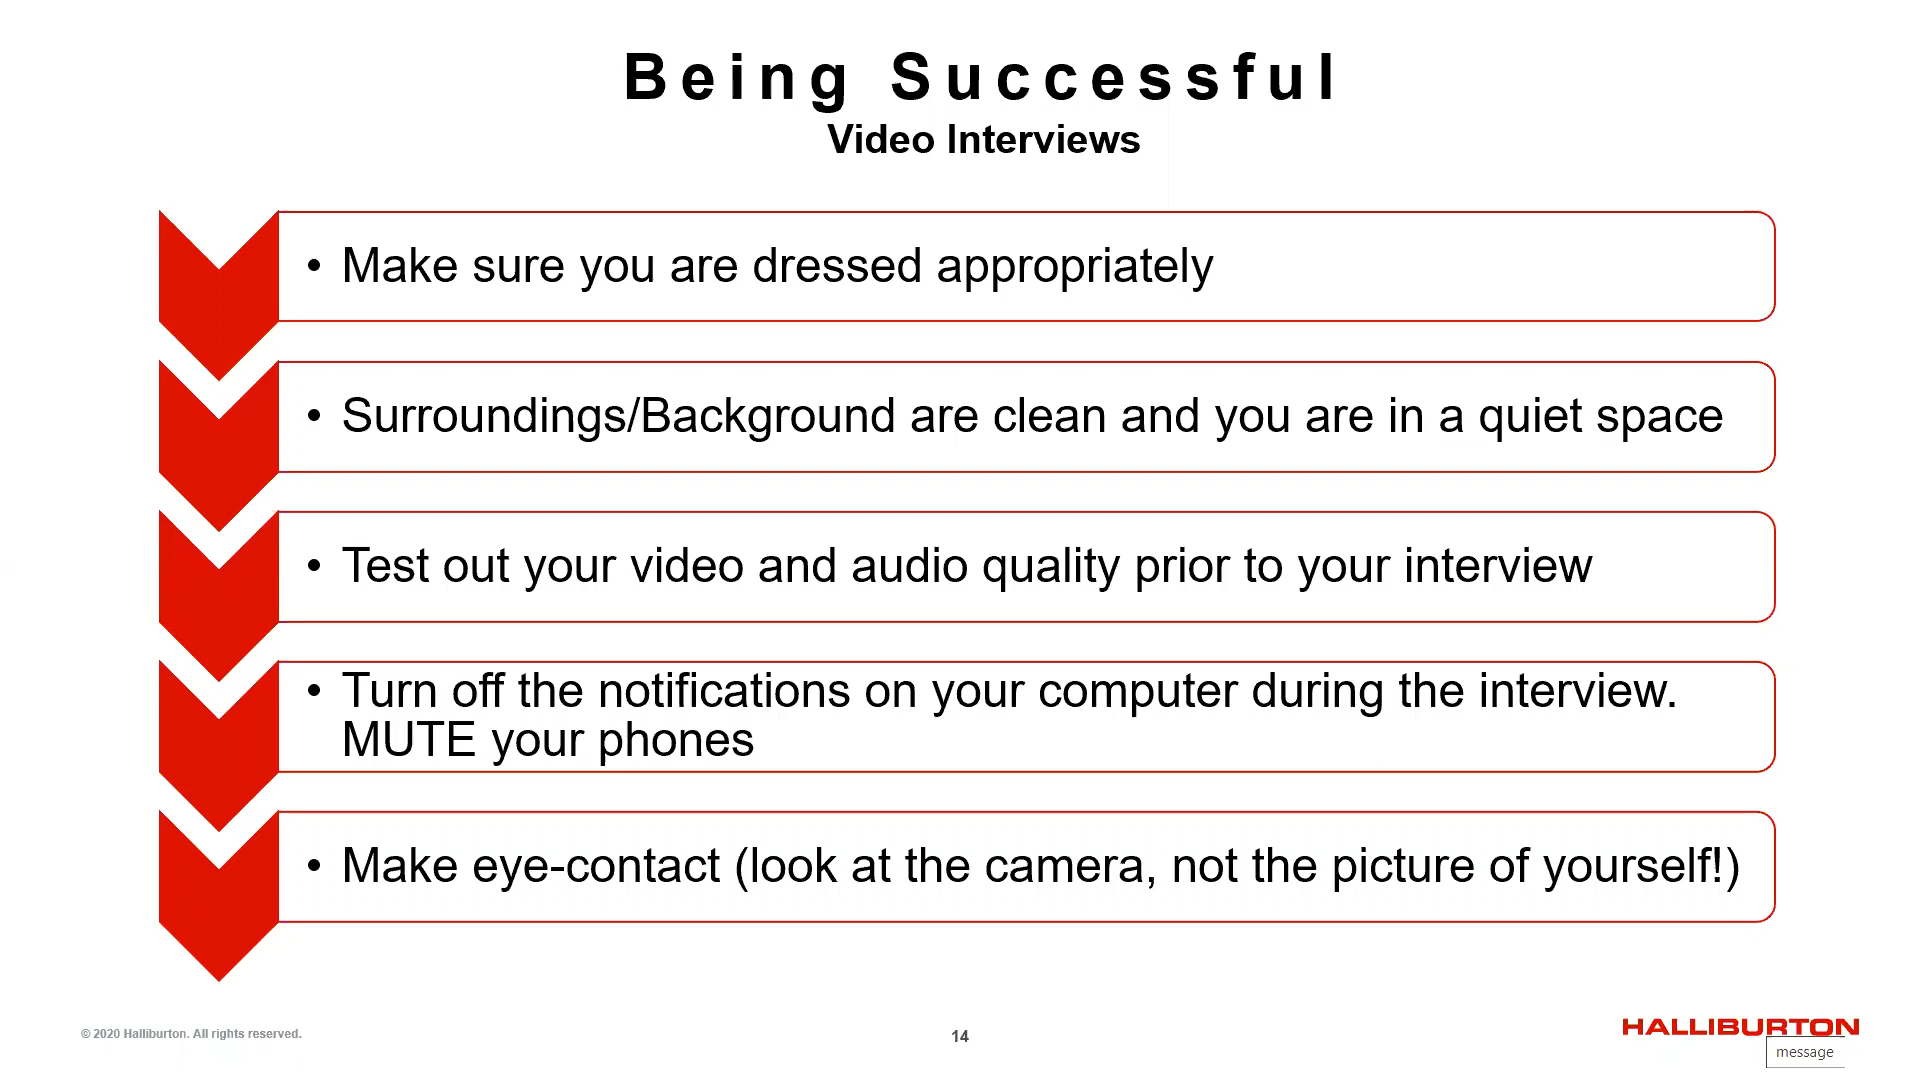 Being Successful
Video Interviews
• Make sure you are dressed appropriately
• Surroundings/Background are clean and you are in a quiet space
• Test out your video and audio quality prior to your interview
• Turn off the notifications on your computer during the interview.
MUTE your phones
• Make eye-contact (look at the camera, not the picture of yourself!)
© 2020 Halliburton. All rights reserved.
14
HALLIBURTON
message